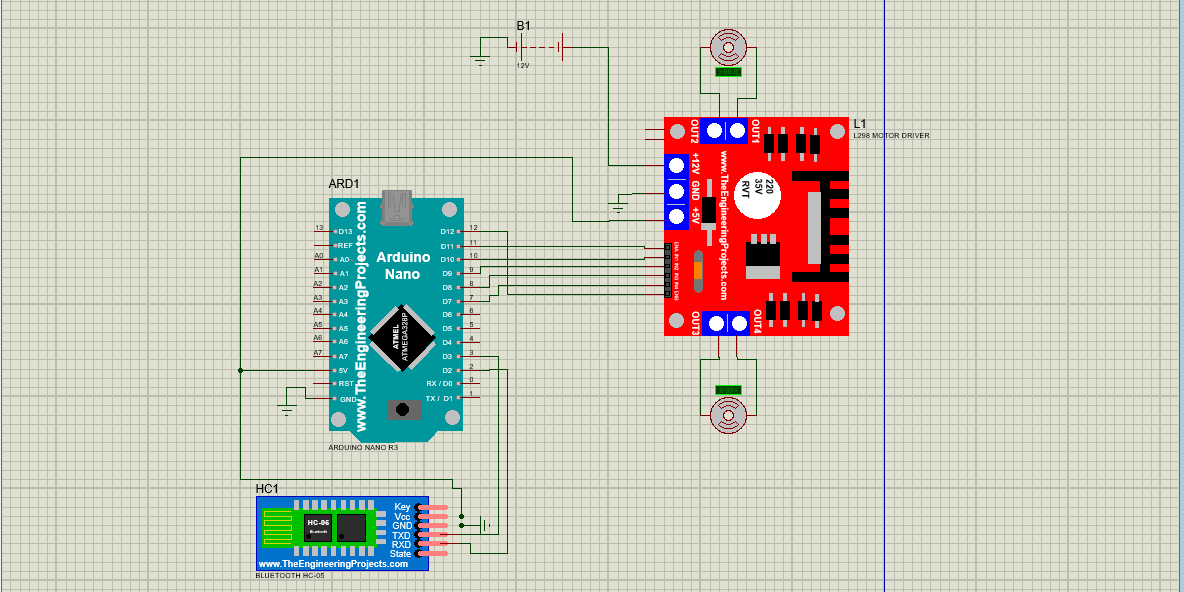 B1
12V
L1
L298 MOTOR DRIVER
OUT2
OUT1
+12V
GND
+5V
www.TheEngineeringProjects.com
220
35V
RVT
ENA
IN1
IN2
IN3
IN4
ENB
OUT3
OUT4
ARD1
www.TheEngineeringProjects.com
Arduino
Nano
ATMEL
ATMEGA328P
13 D13
REF
A0 A0
A1 A1
A2 A2
A3 A3
A4 A4
A5 A5
A6 A6
A7 A7
5V
RST
GND
D12 12
D11 11
D10 10
D9 9
D8 8
D7 7
D6 6
D5 5
D4 4
D3 3
D2 2
RX / D0 0
TX / D1 1
ARDUINO NANO R3
HC1
HC-05
Bluetooth
Key
Vcc
GND
TXD
RXD
State
www.TheEngineeringProjects.com
BLUETOOTH HC-05